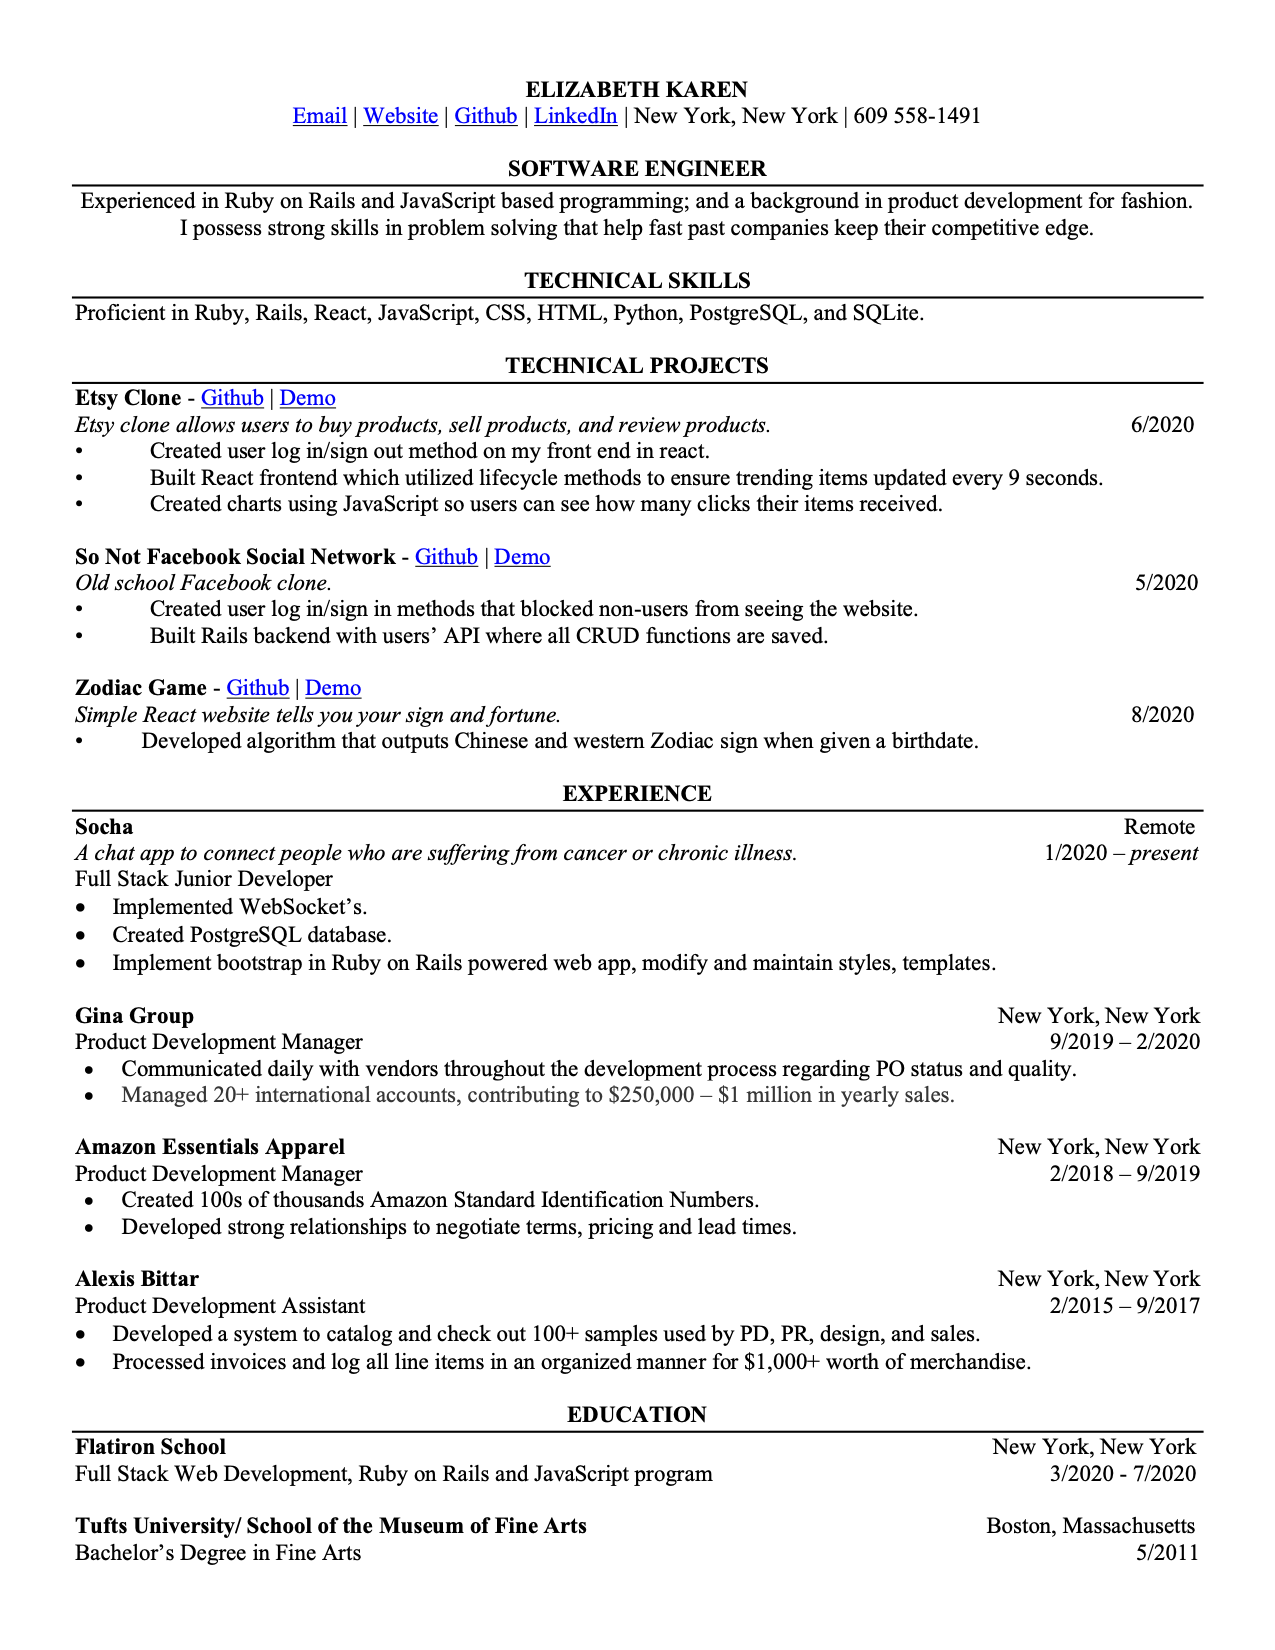 ELIZABETH KAREN
Email | Website | Github | LinkedIn | New York, New York | 609 558-1491
SOFTWARE ENGINEER
Experienced in Ruby on Rails and JavaScript based programming; and a background in product development for fashion.
I possess strong skills in problem solving that help fast past companies keep their competitive edge.
TECHNICAL SKILLS
Proficient in Ruby, Rails, React, JavaScript, CSS, HTML, Python, PostgreSQL, and SQLite.
TECHNICAL PROJECTS
Etsy Clone - Github | Demo
Etsy clone allows users to buy products, sell products, and review products. 6/2020
• Created user log in/sign out method on my front end in react.
• Built React frontend which utilized lifecycle methods to ensure trending items updated every 9 seconds.
• Created charts using JavaScript so users can see how many clicks their items received.
So Not Facebook Social Network - Github | Demo
Old school Facebook clone. 5/2020
• Created user log in/sign in methods that blocked non-users from seeing the website.
• Built Rails backend with users’ API where all CRUD functions are saved.
Zodiac Game - Github | Demo
Simple React website tells you your sign and fortune. 8/2020
• Developed algorithm that outputs Chinese and western Zodiac sign when given a birthdate.
EXPERIENCE
Socha Remote
A chat app to connect people who are suffering from cancer or chronic illness. 1/2020 – present
Full Stack Junior Developer
• Implemented WebSocket’s.
• Created PostgreSQL database.
• Implement bootstrap in Ruby on Rails powered web app, modify and maintain styles, templates.
Gina Group New York, New York
Product Development Manager 9/2019 – 2/2020
• Communicated daily with vendors throughout the development process regarding PO status and quality.
• Managed 20+ international accounts, contributing to $250,000 – $1 million in yearly sales.
Amazon Essentials Apparel New York, New York
Product Development Manager 2/2018 – 9/2019
• Created 100s of thousands Amazon Standard Identification Numbers.
• Developed strong relationships to negotiate terms, pricing and lead times.
Alexis Bittar New York, New York
Product Development Assistant 2/2015 – 9/2017
• Developed a system to catalog and check out 100+ samples used by PD, PR, design, and sales.
• Processed invoices and log all line items in an organized manner for $1,000+ worth of merchandise.
EDUCATION
Flatiron School New York, New York
Full Stack Web Development, Ruby on Rails and JavaScript program 3/2020 - 7/2020
Tufts University/ School of the Museum of Fine Arts Boston, Massachusetts
Bachelor’s Degree in Fine Arts 5/2011